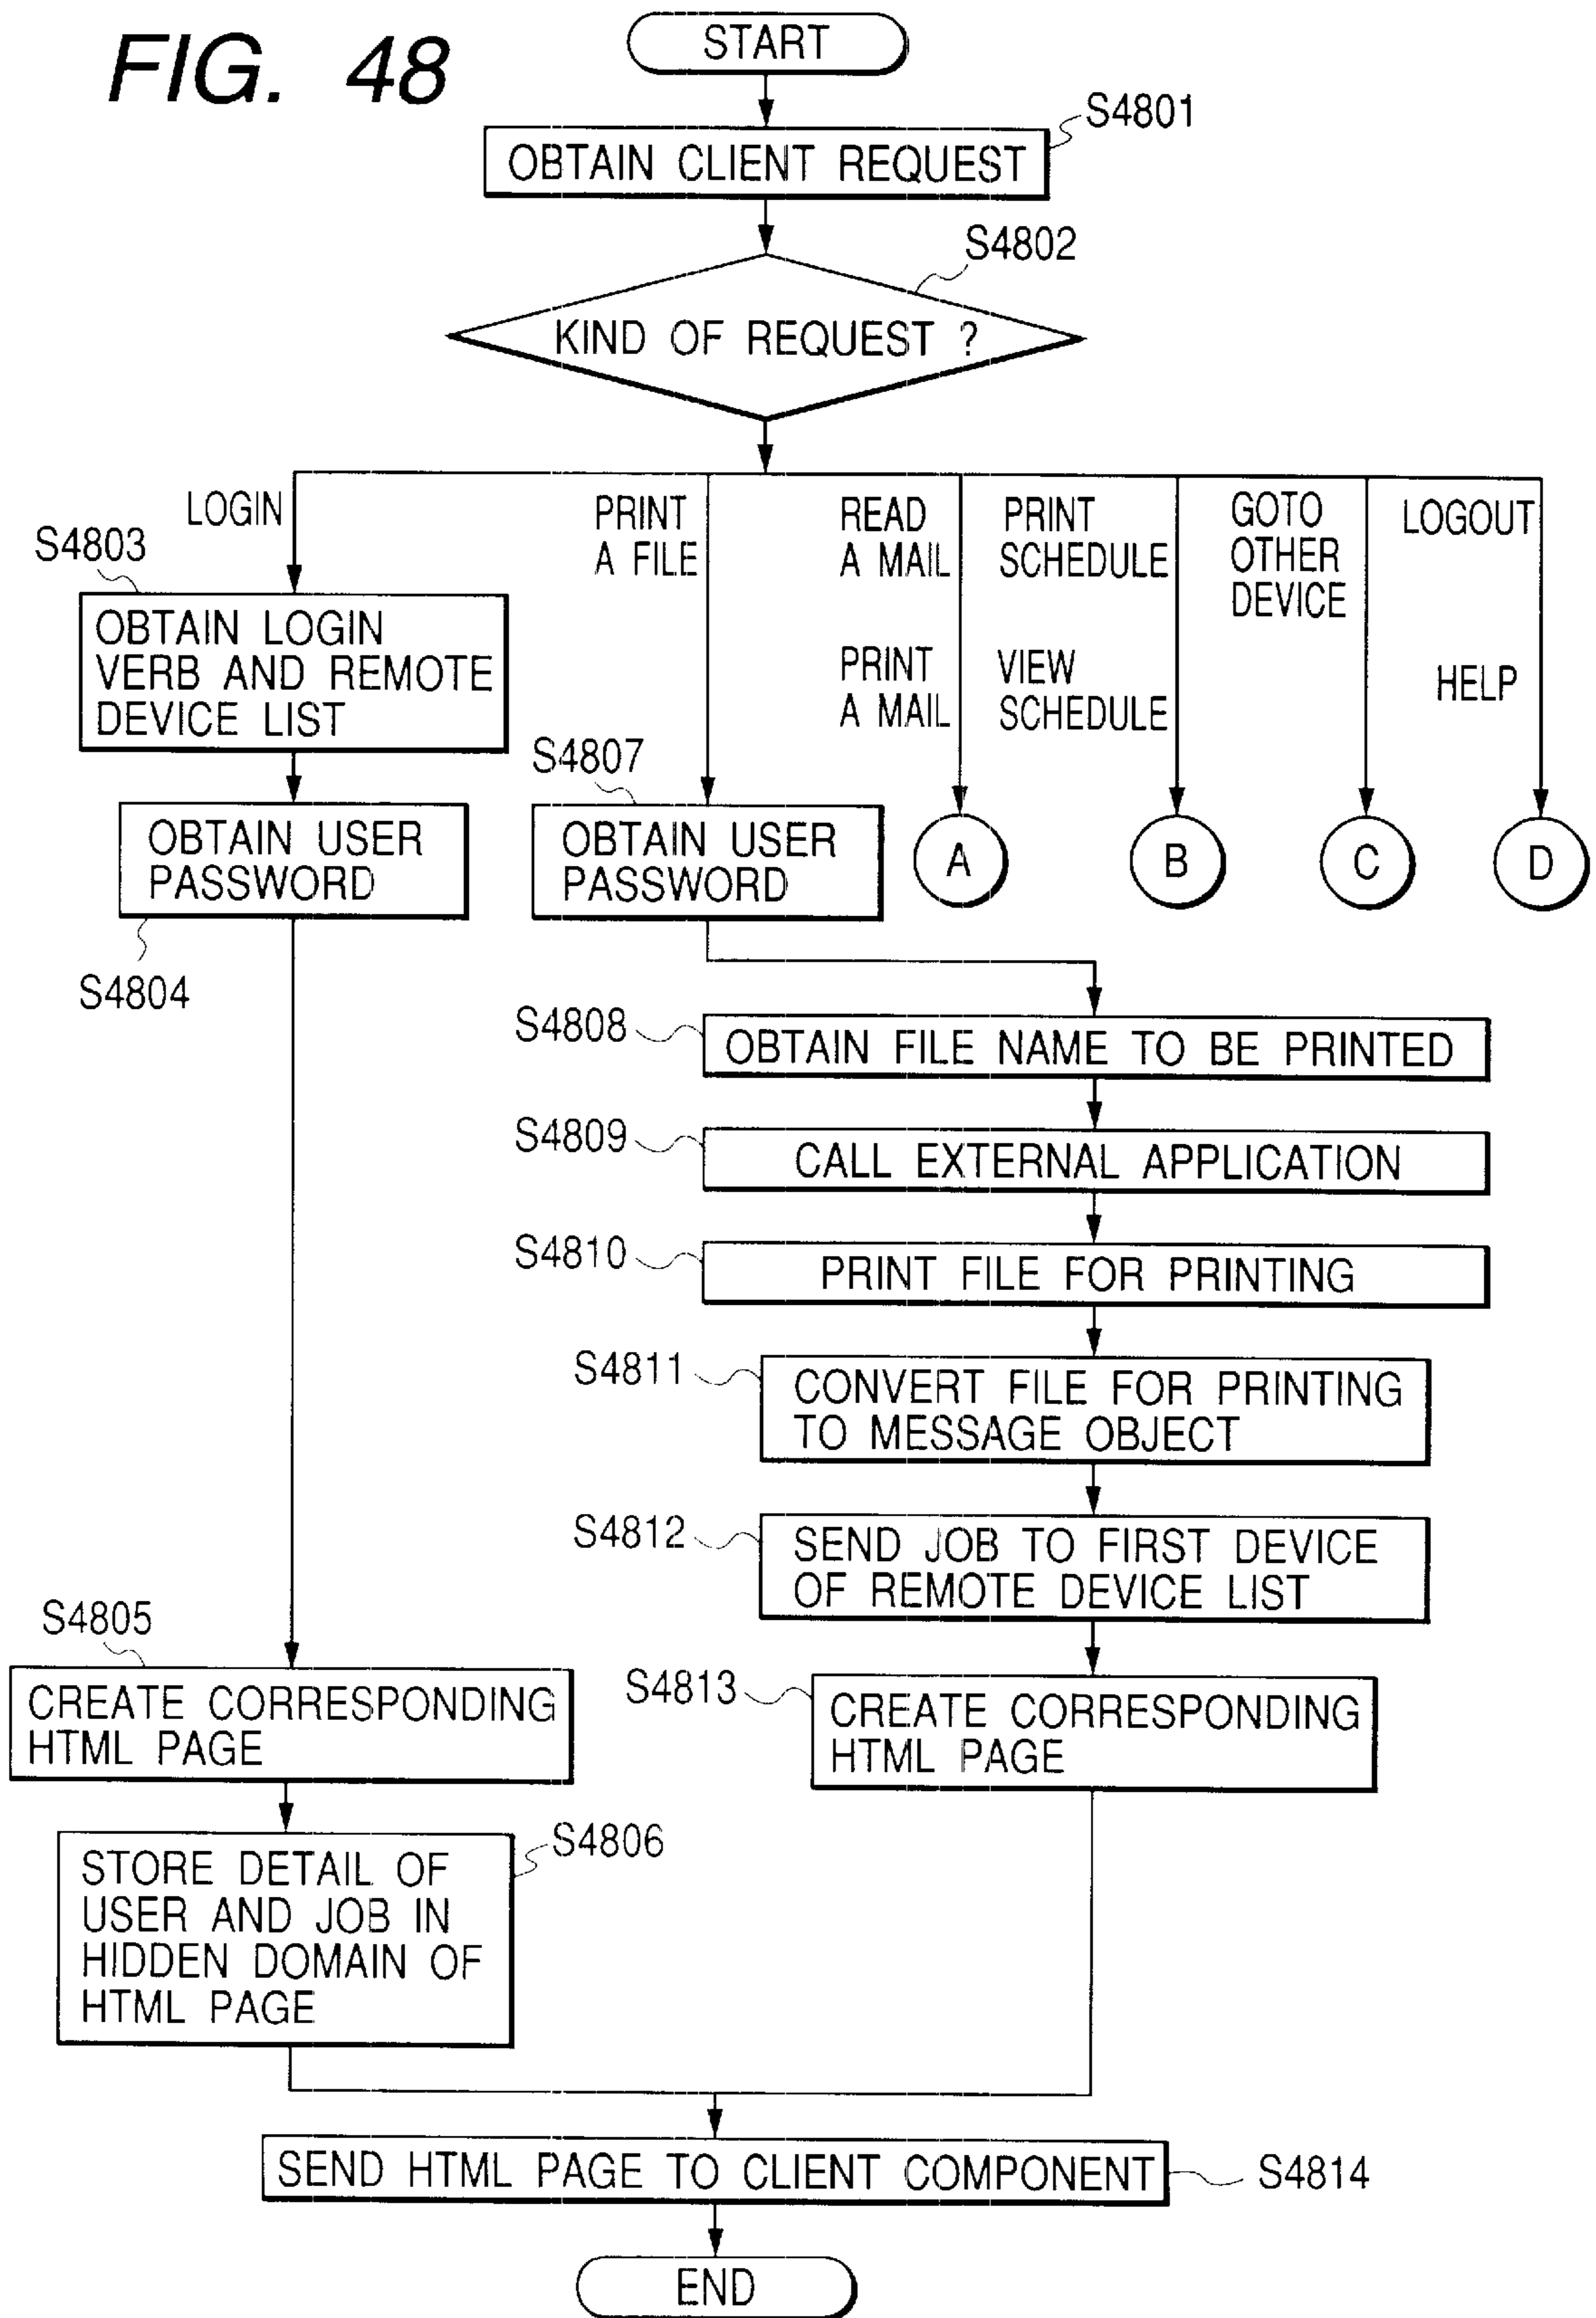 FIG. 48
START
S4801
OBTAIN CLIENT REQUEST
S4802
KIND OF REQUEST ?
LOGIN
PRINT
A FILE
READ
A MAIL
PRINT
A MAIL
PRINT
SCHEDULE
VIEW
SCHEDULE
GOTO
OTHER
DEVICE
LOGOUT
HELP
S4803
OBTAIN LOGIN
VERB AND REMOTE
DEVICE LIST
OBTAIN USER
PASSWORD
S4804
S4807
OBTAIN USER
PASSWORD
A
B
C
D
S4808
OBTAIN FILE NAME TO BE PRINTED
S4809
CALL EXTERNAL APPLICATION
S4810
PRINT FILE FOR PRINTING
S4811
CONVERT FILE FOR PRINTING
TO MESSAGE OBJECT
S4812
SEND JOB TO FIRST DEVICE
OF REMOTE DEVICE LIST
S4805
CREATE CORRESPONDING
HTML PAGE
S4813
CREATE CORRESPONDING
HTML PAGE
S4806
STORE DETAIL OF
USER AND JOB IN
HIDDEN DOMAIN OF
HTML PAGE
SEND HTML PAGE TO CLIENT COMPONENT
S4814
END